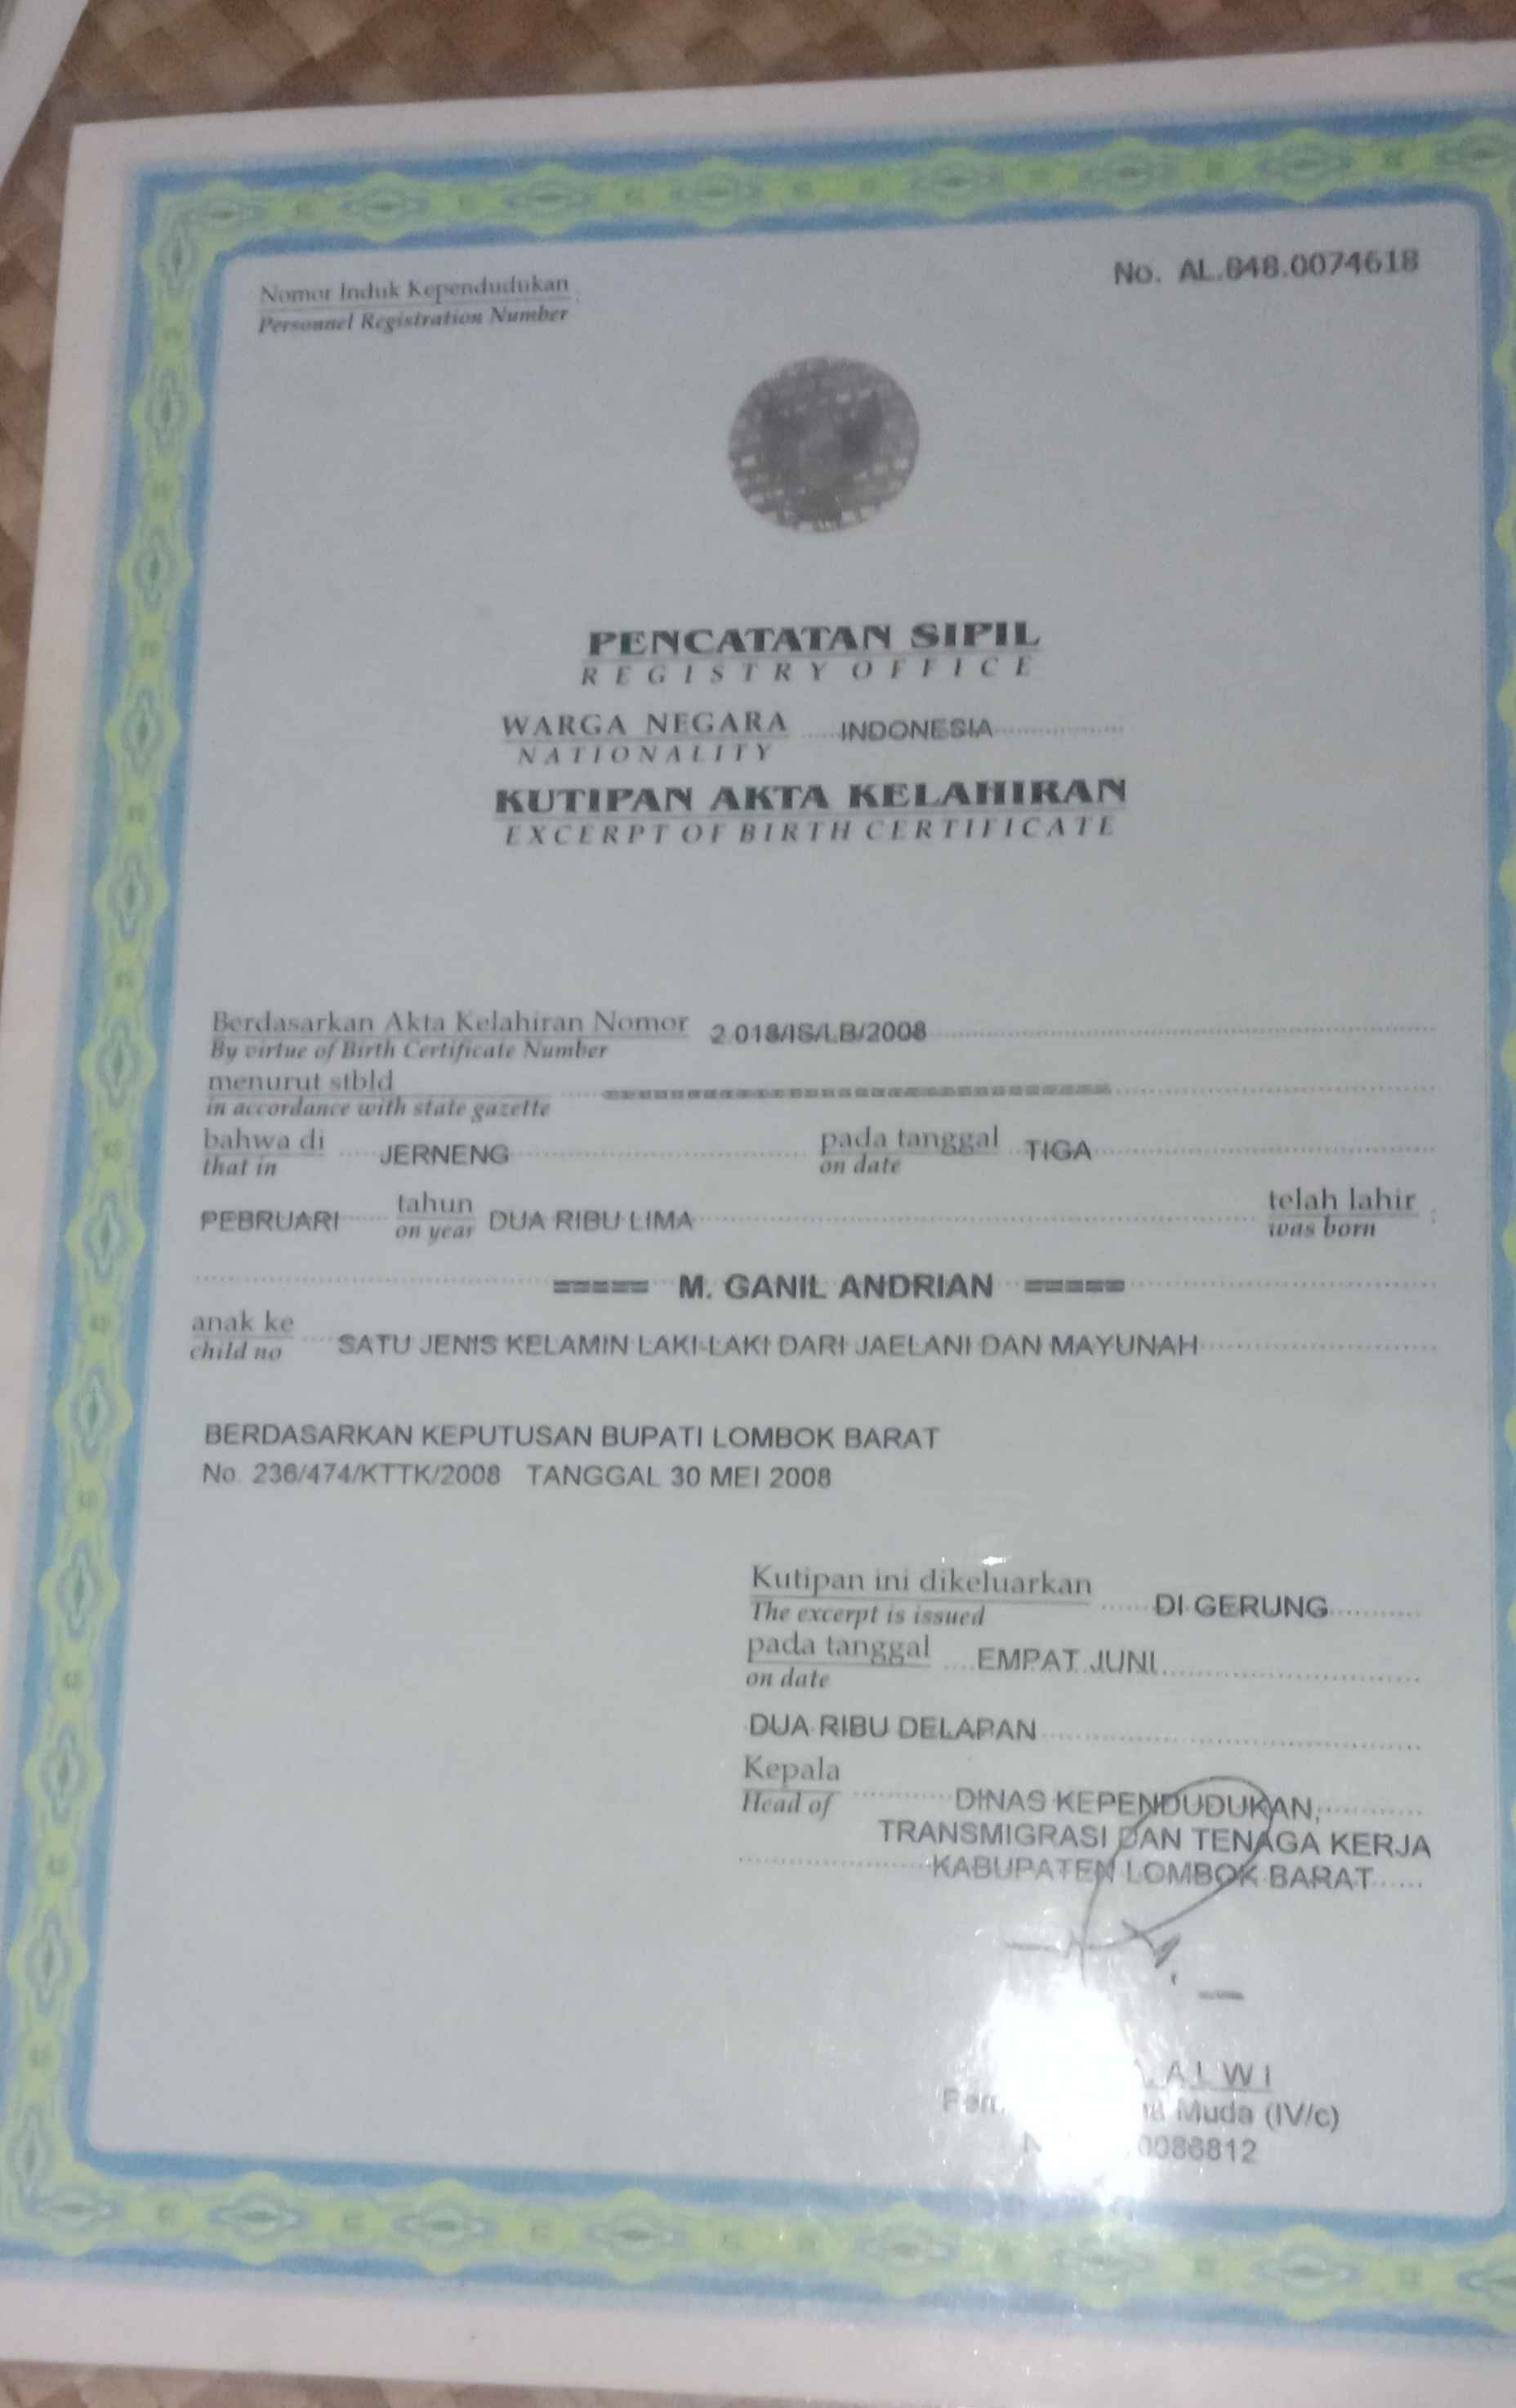 No. AL.848.0074618
Nomor Induk Kependudukan
Personnel Registration Number
PENCATATAN SIPIL
REGISTRY OFFICE
WARGA NEGARA INDONESIA
NATIONALITY
KUTIPAN AKTA KELAHIRAN
EXCERPT OF BIRTH CERTIFICATE
Berdasarkan Akta Kelahiran Nomor 2.018/IS/LB/2008
By virtue of Birth Certificate Number
menurut stbld
in accordance with state gazette
bahwa di JERNENG pada tanggal TIGA
that in on date
PEBRUARI tahun DUA RIBU LIMA telah lahir
on year was born
===== M. GANIL ANDRIAN =====
anak ke SATU JENIS KELAMIN LAKI-LAKI DARI JAELANI DAN MAYUNAH
child no
BERDASARKAN KEPUTUSAN BUPATI LOMBOK BARAT
No. 236/474/KTTK/2008 TANGGAL 30 MEI 2008
Kutipan ini dikeluarkan DI GERUNG
The excerpt is issued
pada tanggal EMPAT JUNI
on date
DUA RIBU DELAPAN
Kepala DINAS KEPENDUDUKAN,
Head of
TRANSMIGRASI DAN TENAGA KERJA
KABUPATEN LOMBOK BARAT
ALWI
Muda (IV/c)
0086812